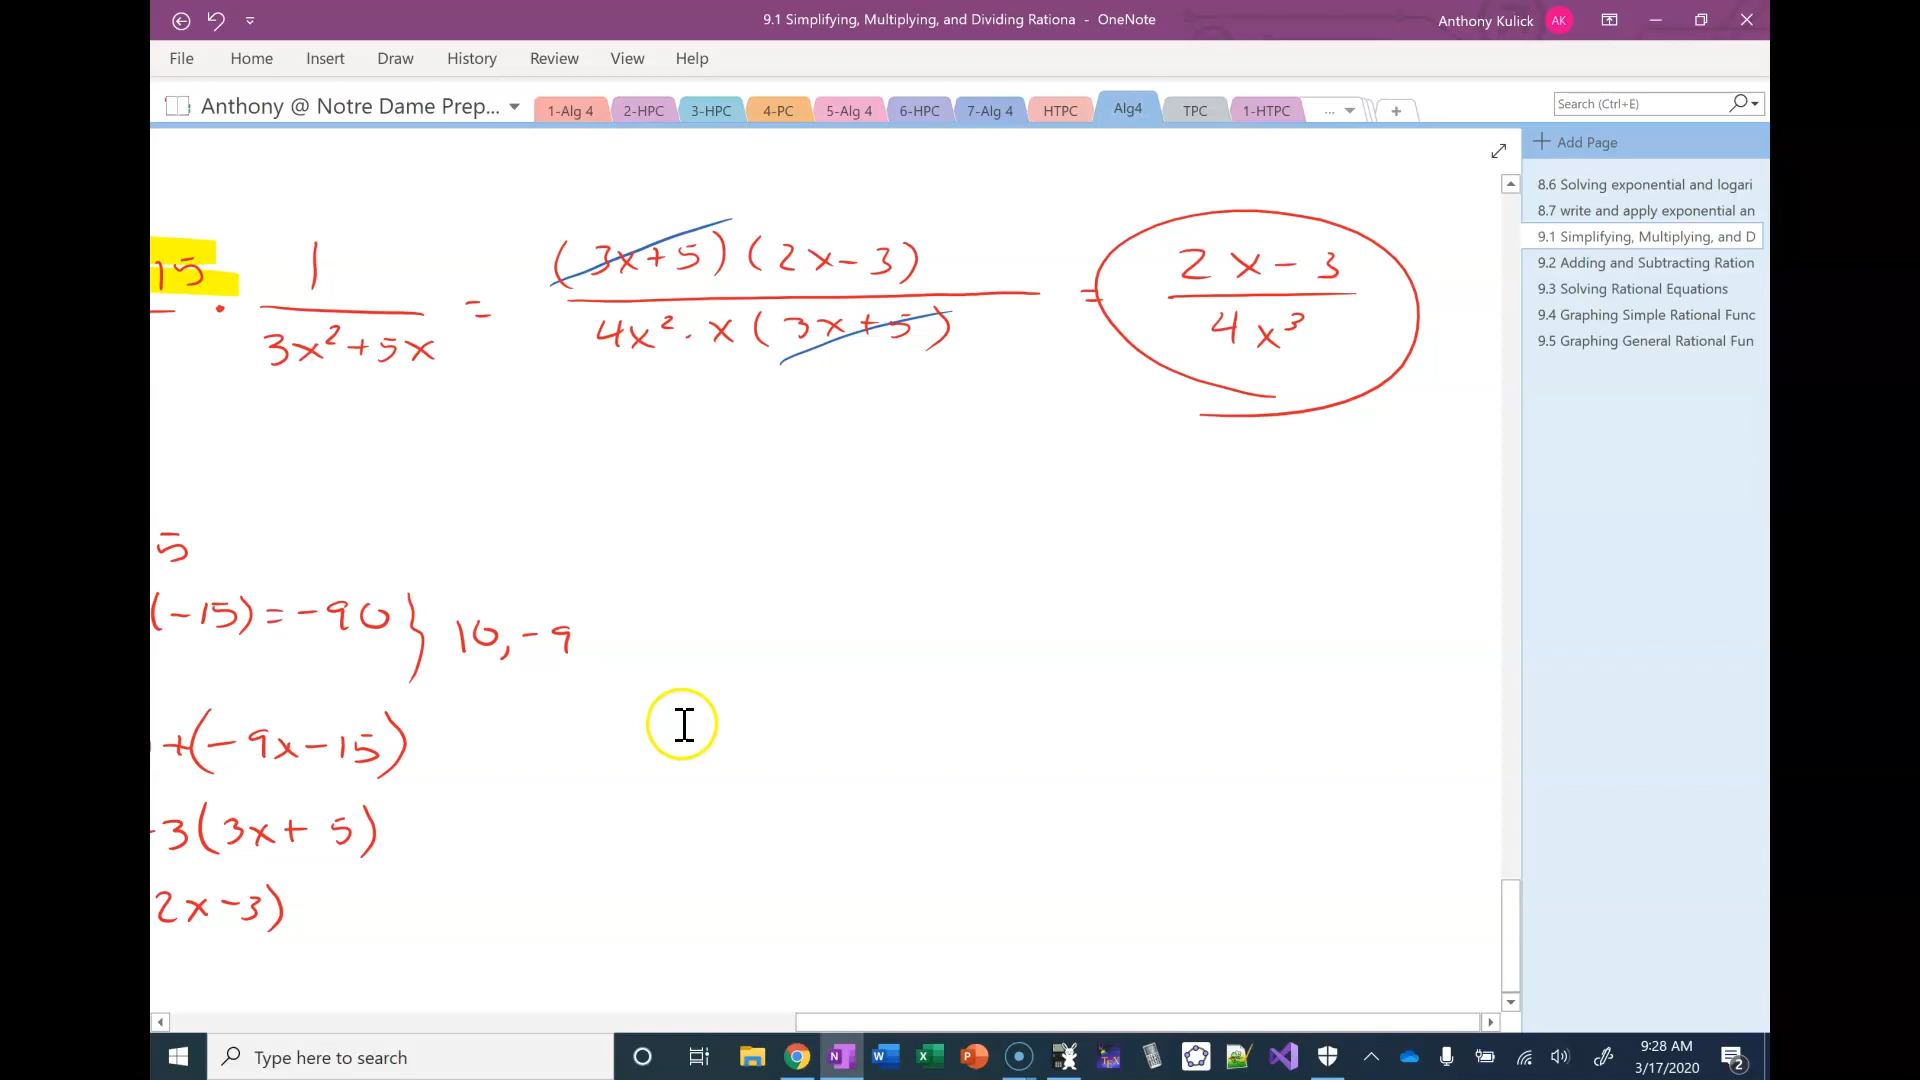 9.1 Simplifying, Multiplying, and Dividing Rationa - OneNote
Anthony Kulick AK
File Home Insert Draw History Review View Help
Anthony @ Notre Dame Prep... 1-Alg 4 2-HPC 3-HPC 4-PC 5-Alg 4 6-HPC 7-Alg 4 HTPC Alg4 TPC 1-HTPC ... +
Search (Ctrl+E)
Add Page
8.6 Solving exponential and logari
8.7 write and apply exponential an
9.1 Simplifying, Multiplying, and D
9.2 Adding and Subtracting Ration
9.3 Solving Rational Equations
9.4 Graphing Simple Rational Func
9.5 Graphing General Rational Fun
15 · 1 / 3x² + 5x = (3x+5)(2x-3) / 4x² · x(3x+5) = 2x-3 / 4x³
5
(-15) = -90 } 10, -9
+(-9x-15)
-3(3x+5)
2x-3)
Type here to search
9:28 AM
3/17/2020
2